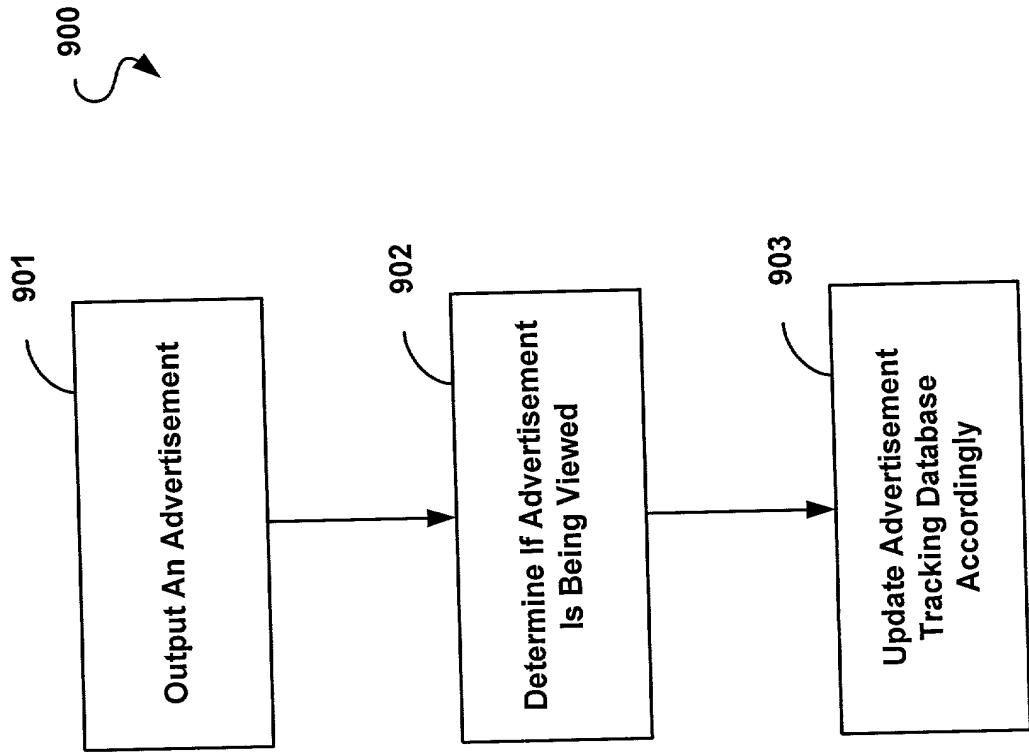 900
901
Output An Advertisement
902
Determine If Advertisement
Is Being Viewed
903
Update Advertisement
Tracking Database
Accordingly